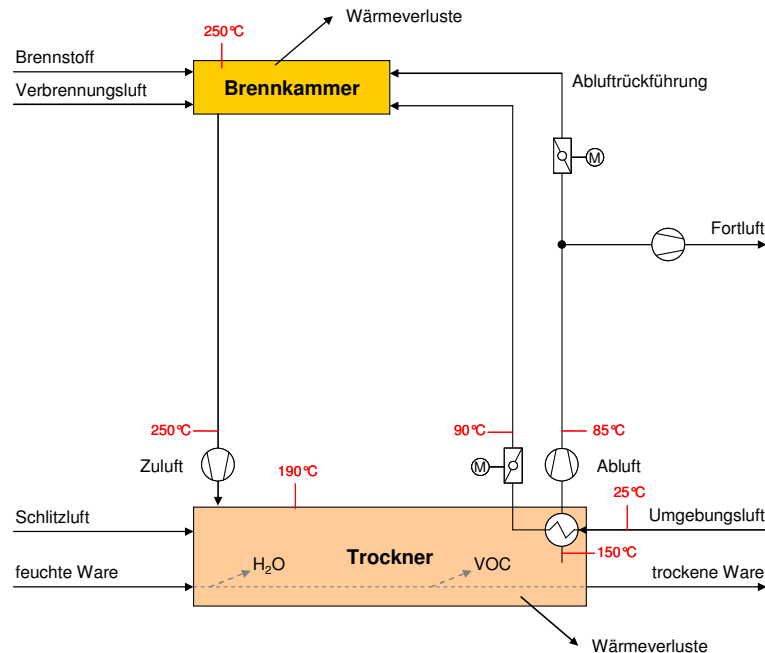 Wärmeverluste
250°C
Brennstoff
Brennkammer
Abluftrückführung
Verbrennungsluft
M
Fortluft
250°C
90°C
85°C
Zuluft
190°C
M
Abluft
25°C
Schlitzluft
Umgebungsluft
Trockner
150°C
feuchte Ware
H₂O
VOC
trockene Ware
Wärmeverluste